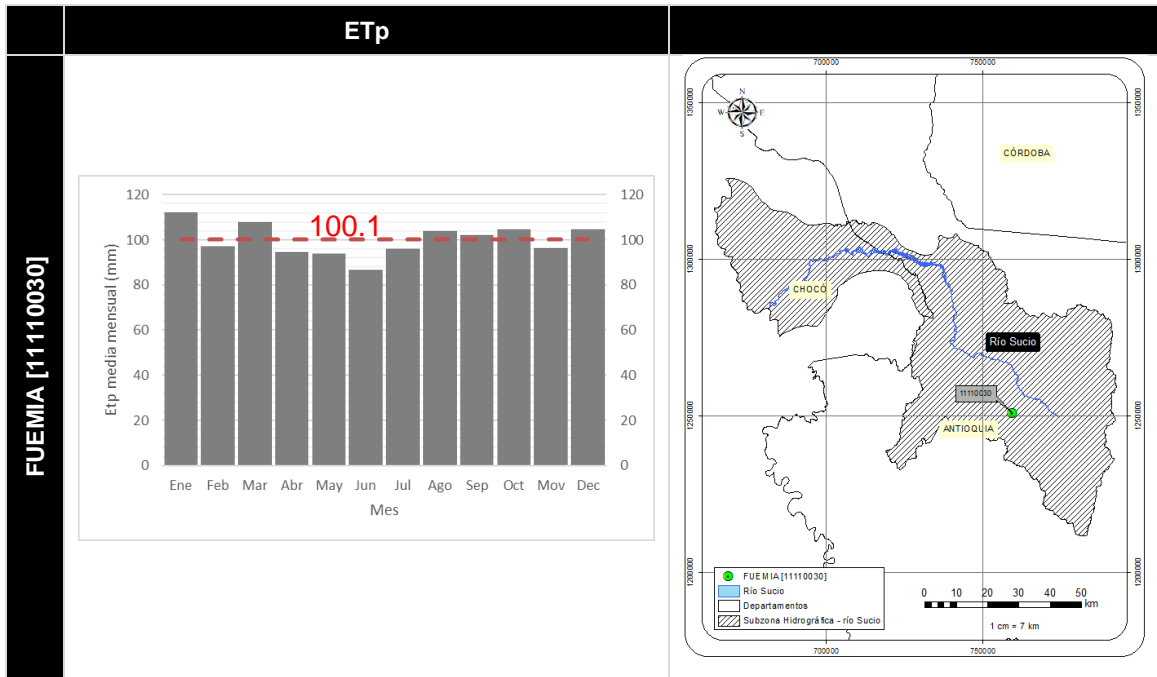 ETp
FUEMIA [11110030]
Etp media mensual (mm)
120
100
80
60
40
20
0
100.1
120
100
80
60
40
20
0
Ene Feb Mar Abr May Jun Jul Ago Sep Oct Mov Dec
Mes
700000 750000
1350000 1350000
N
W E
S
CÓRDOBA
1300000 1300000
CHOCÓ
Río Sucio
11110030
1250000 1250000
ANTIOQUIA
1200000 1200000
FUEMIA [11110030]
Río Sucio
Departamentos
Subzona Hidrográfica - río Sucio
0 10 20 30 40 50
km
1 cm = 7 km
700000 750000